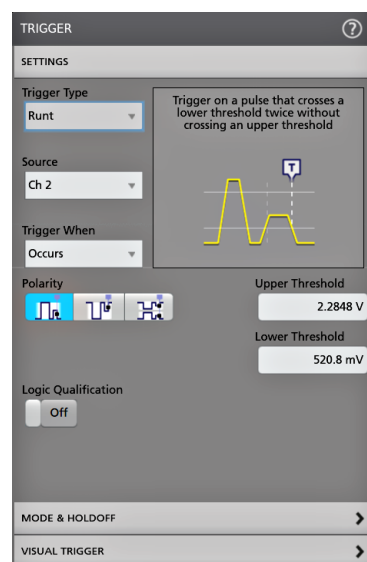 TRIGGER
?
SETTINGS
Trigger Type
Runt
Trigger on a pulse that crosses a
lower threshold twice without
crossing an upper threshold
T
Source
Ch 2
Trigger When
Occurs
Polarity
Upper Threshold
2.2848 V
Lower Threshold
520.8 mV
Logic Qualification
Off
MODE & HOLDOFF
VISUAL TRIGGER